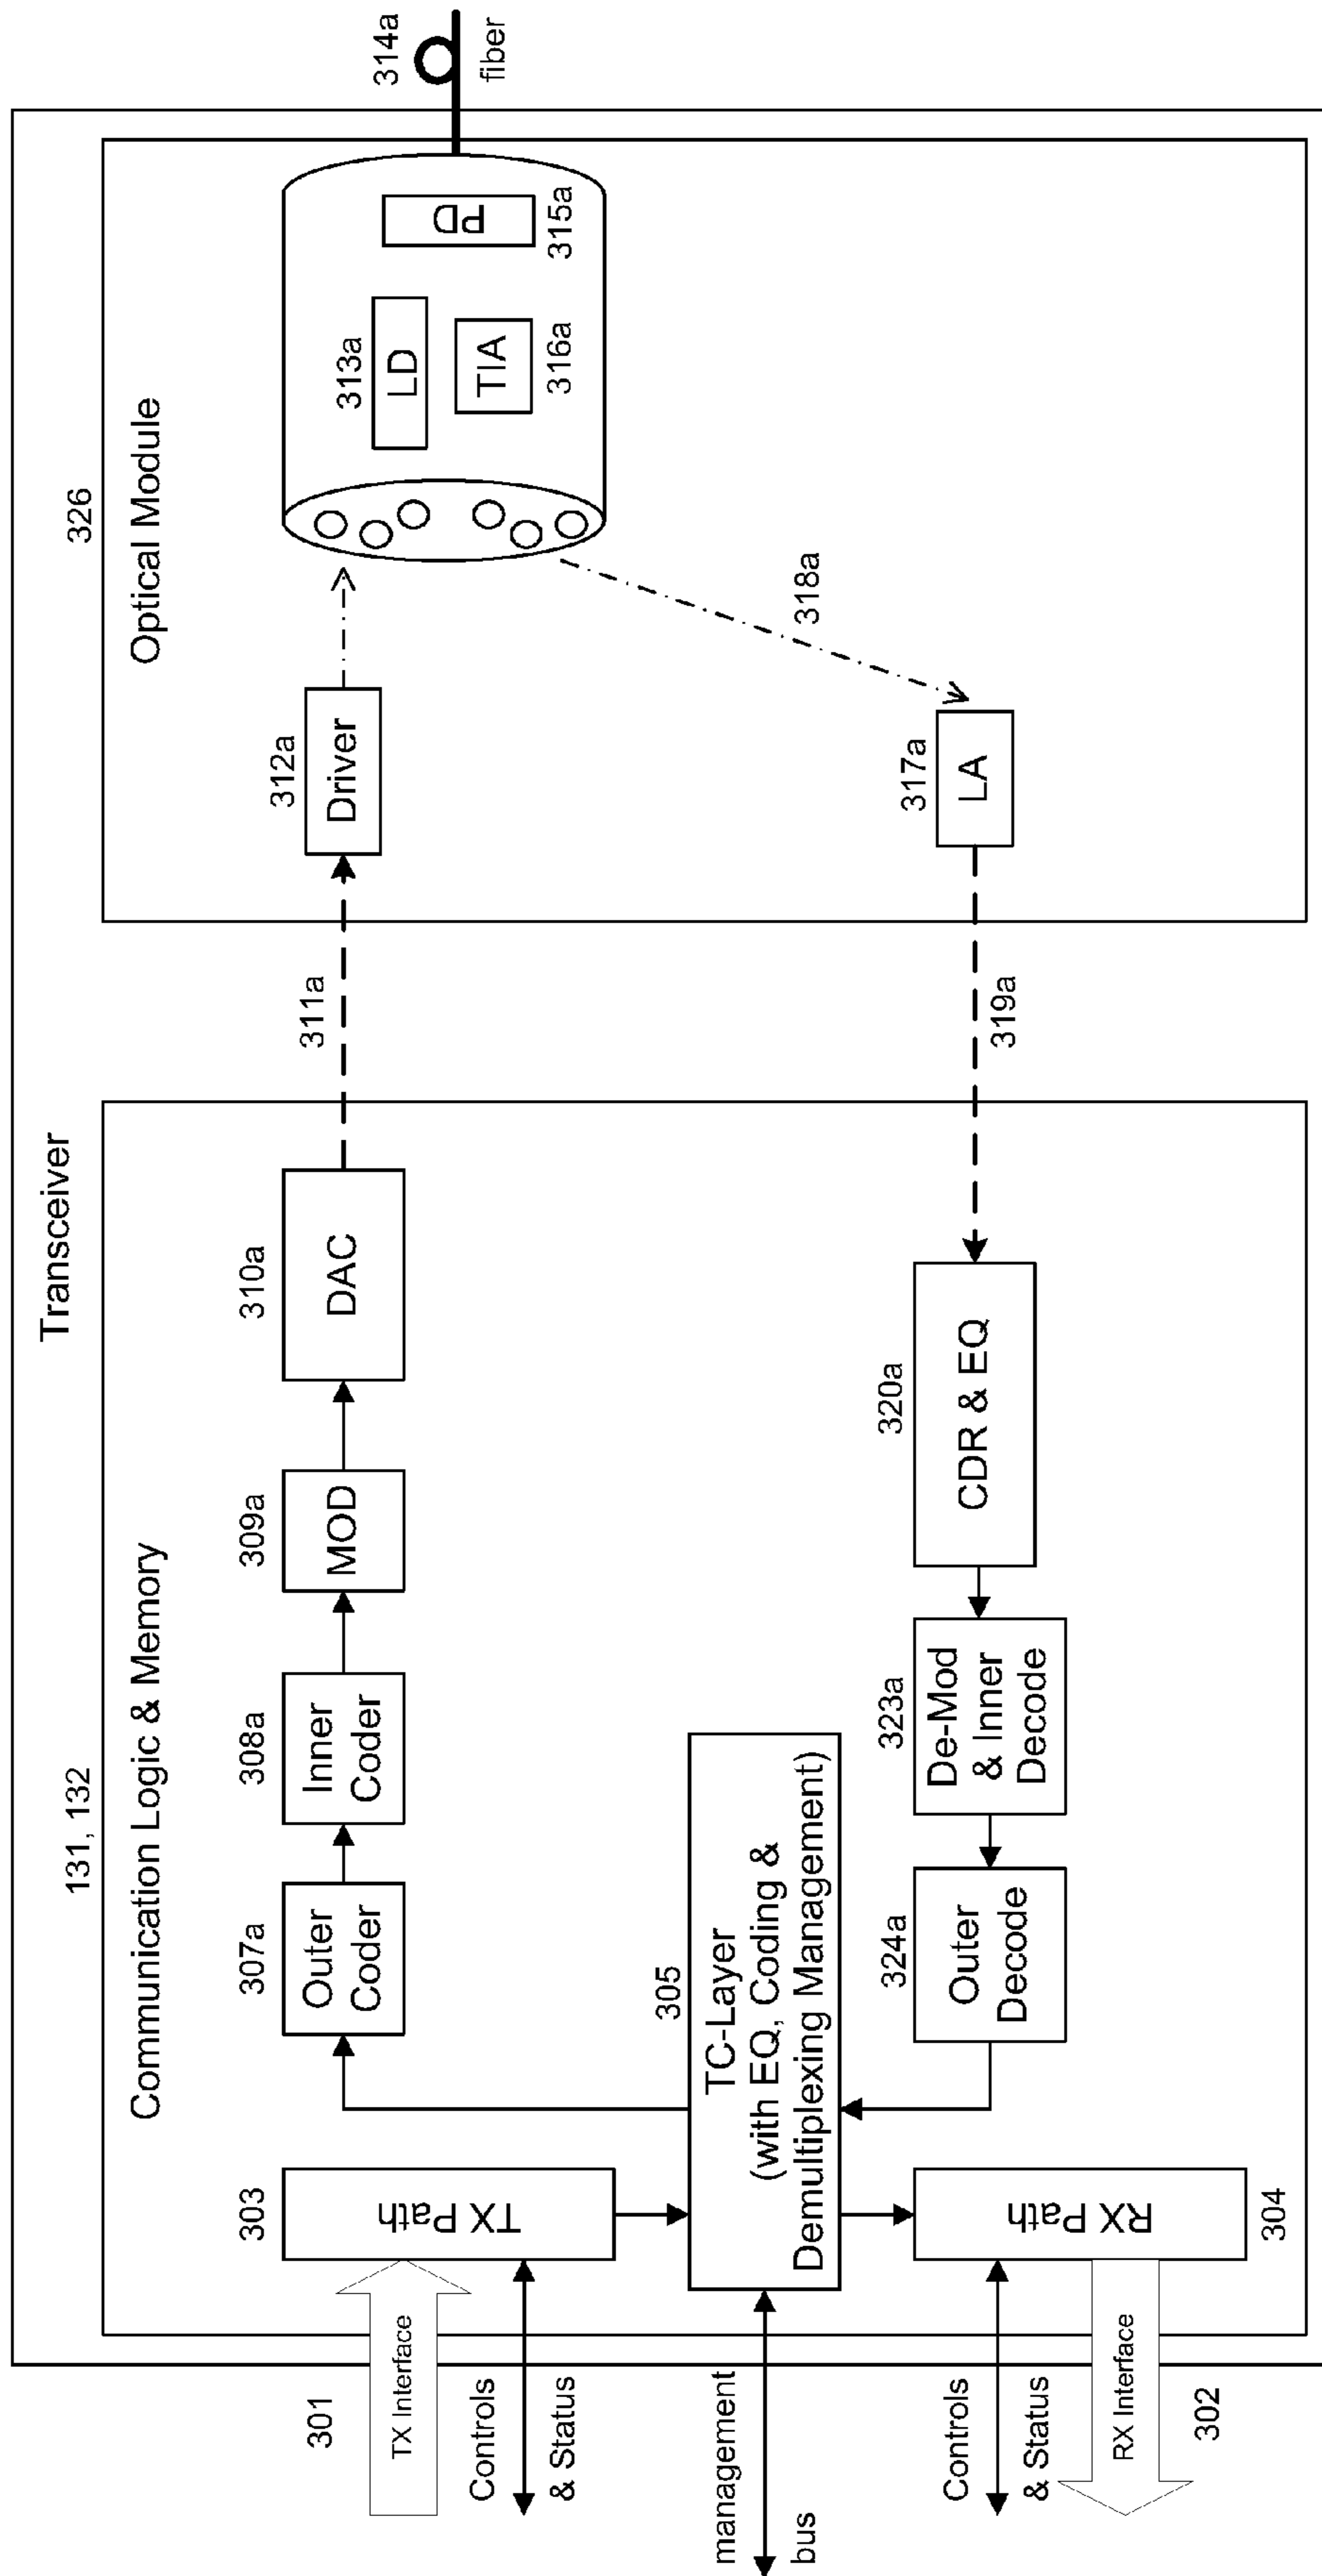 Transceiver
131, 132
Communication Logic & Memory
326
Optical Module
301
TX Interface
Controls
& Status
303
TX Path
307a
Outer
Coder
308a
Inner
Coder
309a
MOD
310a
DAC
311a
312a
Driver
313a
LD
TIA
316a
PD
315a
314a
fiber
management
bus
305
TC-Layer
(with EQ, Coding &
Demultiplexing Management)
318a
Controls
& Status
RX Interface
302
RX Path
304
324a
Outer
Decode
323a
De-Mod
& Inner
Decode
320a
CDR & EQ
319a
317a
LA